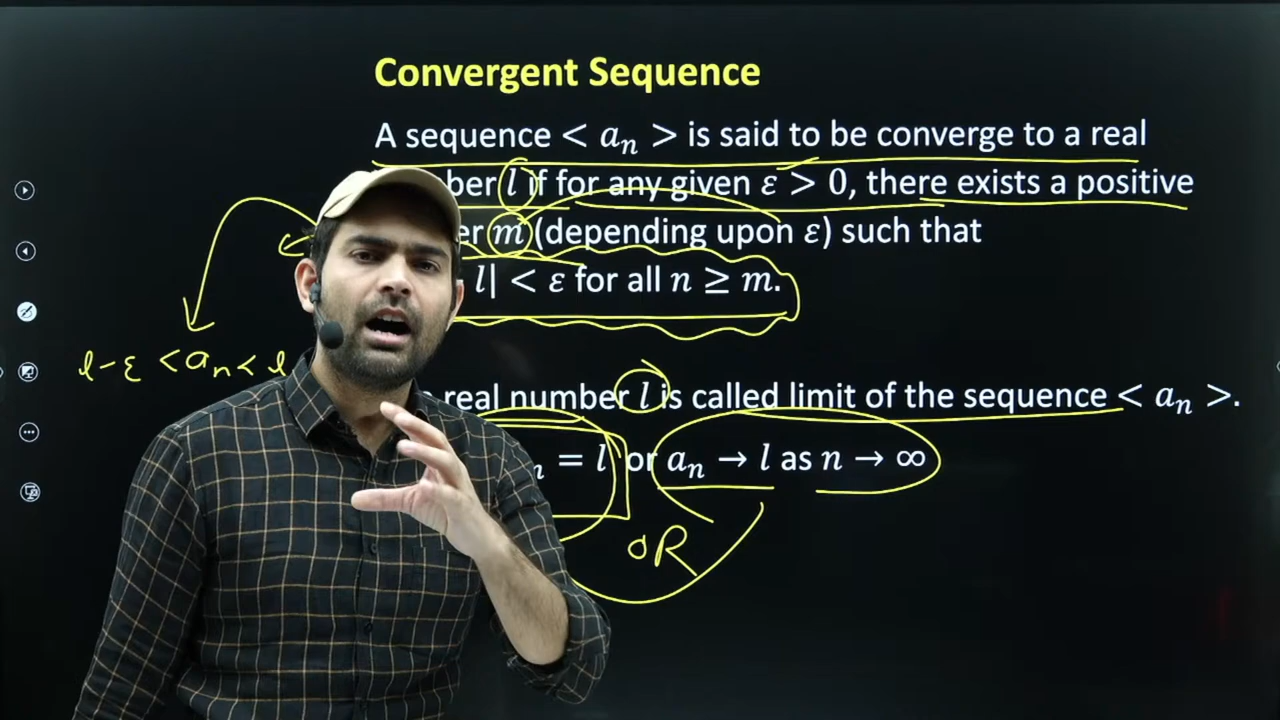 Convergent Sequence
A sequence < aₙ > is said to be converge to a real
l if for any given ε > 0, there exists a positive
m (depending upon ε) such that
l| < ε for all n ≥ m.
l-ε < aₙ < l
real number l is called limit of the sequence < aₙ >.
ₙ = l or aₙ → l as n → ∞
OR